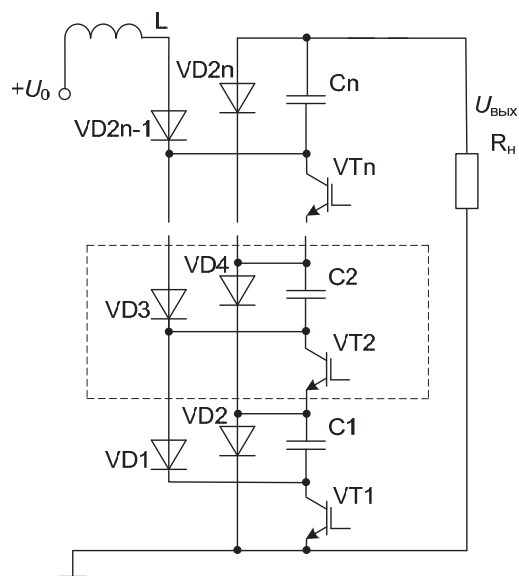 L
+U₀
VD2n
Cn
VD2n-1
Uвых
Rн
VTn
VD4
C2
VD3
VT2
VD2
C1
VD1
VT1